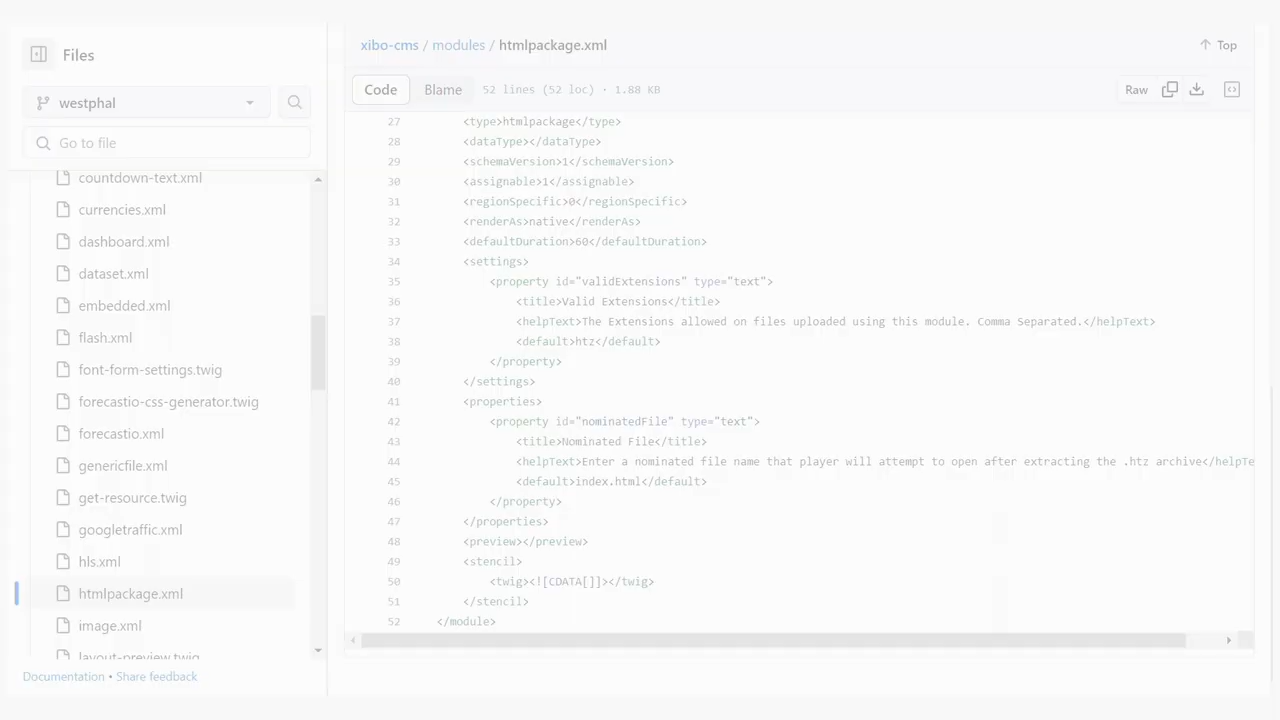 Files
westphal
Go to file
countdown-text.xml
currencies.xml
dashboard.xml
dataset.xml
embedded.xml
flash.xml
font-form-settings.twig
forecastio-css-generator.twig
forecastio.xml
genericfile.xml
get-resource.twig
googletraffic.xml
hls.xml
htmlpackage.xml
image.xml
layout-preview.twig
Documentation • Share feedback
xibo-cms / modules / htmlpackage.xml
Top
Code Blame 52 lines (52 loc) · 1.88 KB
Raw
27 <type>htmlpackage</type>
28 <dataType></dataType>
29 <schemaVersion>1</schemaVersion>
30 <assignable>1</assignable>
31 <regionSpecific>0</regionSpecific>
32 <renderAs>native</renderAs>
33 <defaultDuration>60</defaultDuration>
34 <settings>
35 <property id="validExtensions" type="text">
36 <title>Valid Extensions</title>
37 <helpText>The Extensions allowed on files uploaded using this module. Comma Separated.</helpText>
38 <default>htz</default>
39 </property>
40 </settings>
41 <properties>
42 <property id="nominatedFile" type="text">
43 <title>Nominated File</title>
44 <helpText>Enter a nominated file name that player will attempt to open after extracting the .htz archive</helpTe
45 <default>index.html</default>
46 </property>
47 </properties>
48 <preview></preview>
49 <stencil>
50 <twig><![CDATA[]]></twig>
51 </stencil>
52 </module>